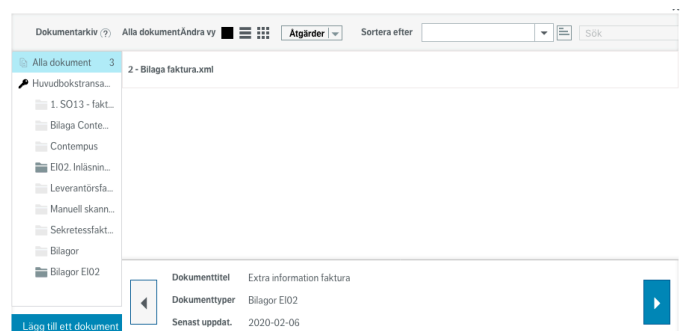 Dokumentarkiv ? Alla dokument Ändra vy Åtgärder Sortera efter Sök
Alla dokument 3
Huvudbokstransa...
1. SO13 - fakt...
Bilaga Conte...
Contempus
EI02. Inläsnin...
Leverantörsfa...
Manuell skann...
Sekretessfakt...
Bilagor
Bilagor EI02
Lägg till ett dokument
2 - Bilaga faktura.xml
Dokumenttitel Extra information faktura
Dokumenttyper Bilagor EI02
Senast uppdat. 2020-02-06